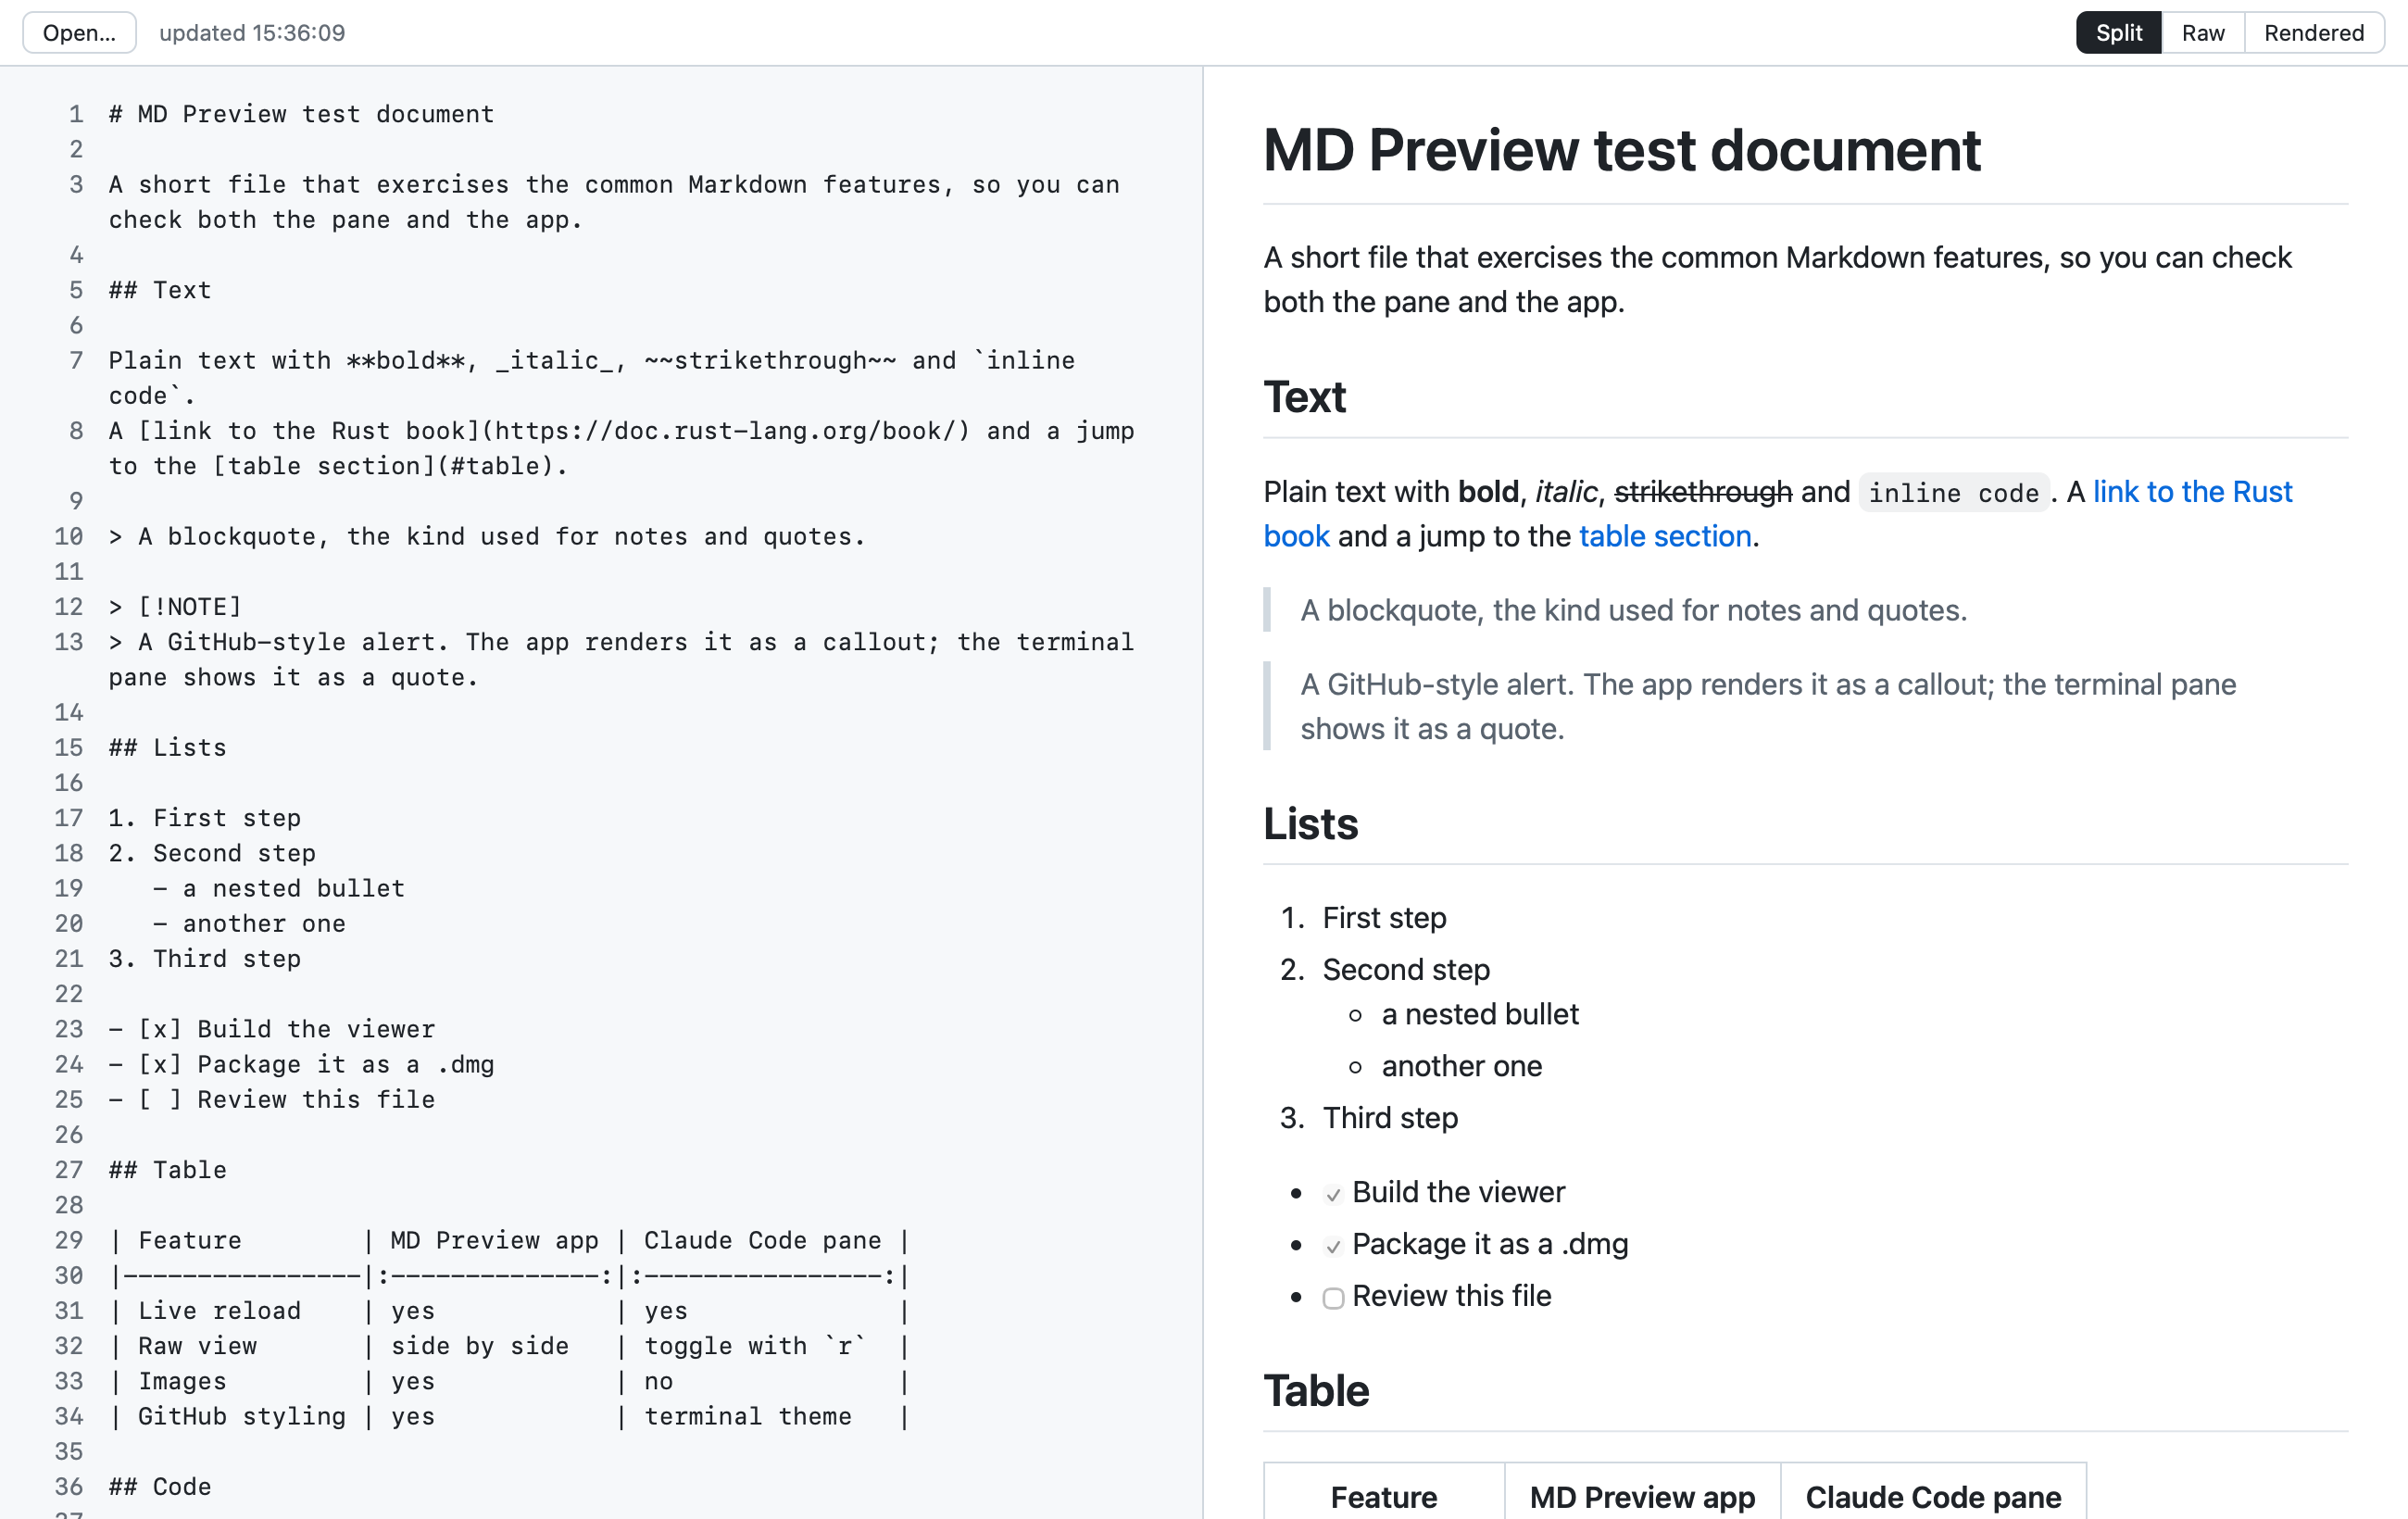 Open...
updated 15:36:09
Split
Raw
Rendered
1 # MD Preview test document
2
3 A short file that exercises the common Markdown features, so you can
check both the pane and the app.
4
5 ## Text
6
7 Plain text with **bold**, _italic_, ~~strikethrough~~ and `inline
code`.
8 A [link to the Rust book](https://doc.rust-lang.org/book/) and a jump
to the [table section](#table).
9
10 > A blockquote, the kind used for notes and quotes.
11
12 > [!NOTE]
13 > A GitHub-style alert. The app renders it as a callout; the terminal
pane shows it as a quote.
14
15 ## Lists
16
17 1. First step
18 2. Second step
19    - a nested bullet
20    - another one
21 3. Third step
22
23 - [x] Build the viewer
24 - [x] Package it as a .dmg
25 - [ ] Review this file
26
27 ## Table
28
29 | Feature        | MD Preview app | Claude Code pane |
30 |----------------|:--------------:|:----------------:|
31 | Live reload    | yes            | yes              |
32 | Raw view       | side by side   | toggle with `r`  |
33 | Images         | yes            | no               |
34 | GitHub styling | yes            | terminal theme   |
35
36 ## Code
MD Preview test document
A short file that exercises the common Markdown features, so you can check
both the pane and the app.
Text
Plain text with bold, italic, strikethrough and inline code. A link to the Rust
book and a jump to the table section.
A blockquote, the kind used for notes and quotes.
A GitHub-style alert. The app renders it as a callout; the terminal pane
shows it as a quote.
Lists
1. First step
2. Second step
a nested bullet
another one
3. Third step
Build the viewer
Package it as a .dmg
Review this file
Table
Feature MD Preview app Claude Code pane